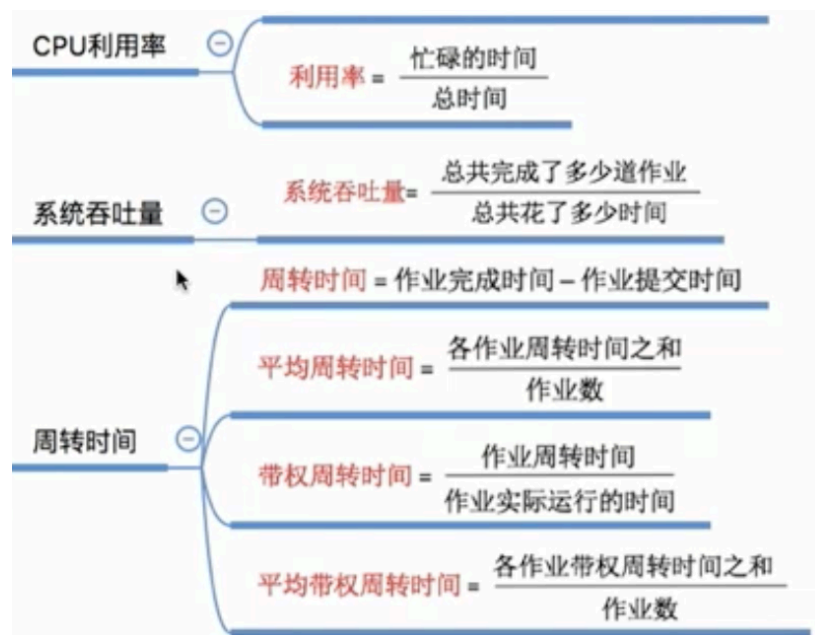 CPU利用率
利用率 = 忙碌的时间
总时间
系统吞吐量
系统吞吐量= 总共完成了多少道作业
总共花了多少时间
周转时间 = 作业完成时间 – 作业提交时间
平均周转时间 = 各作业周转时间之和
作业数
周转时间
带权周转时间 = 作业周转时间
作业实际运行的时间
平均带权周转时间 = 各作业带权周转时间之和
作业数